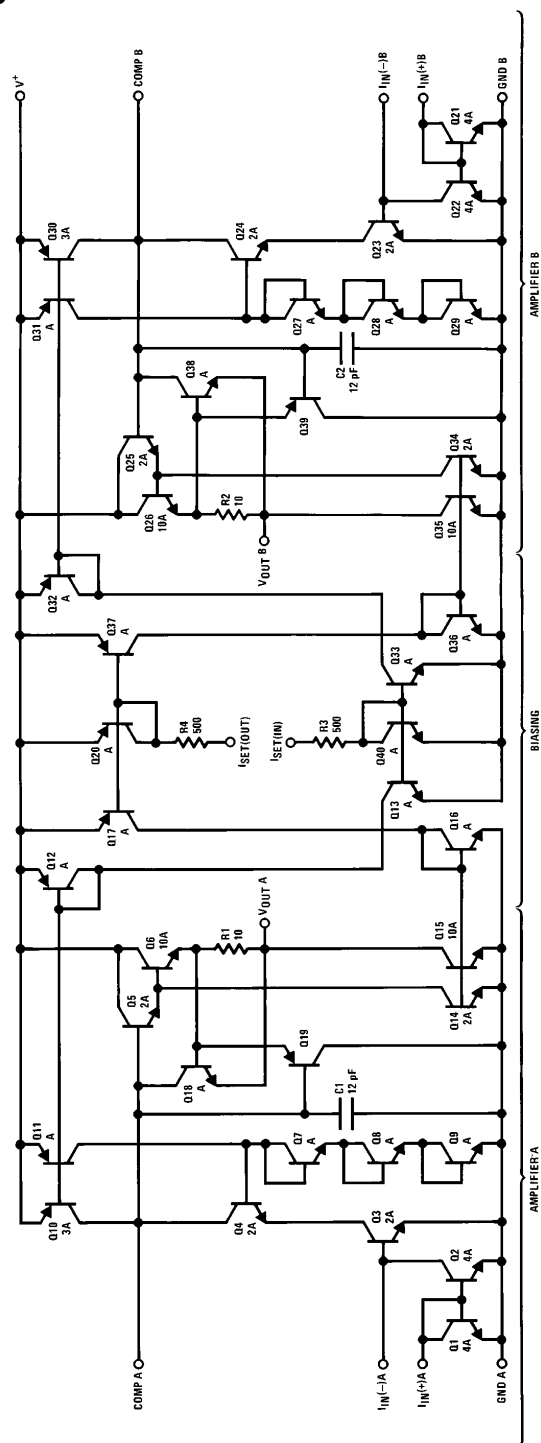 V+
COMP A
COMP B
IIN(−)A
IIN(+)A
GND A
IIN(−)B
IIN(+)B
GND B
Q10
3A
Q11
A
Q12
A
Q17
A
Q20
A
Q37
A
Q32
A
Q31
A
Q30
3A
Q5
2A
Q6
10A
R1
10
VOUT A
Q18
A
Q19
C1
12 pF
Q4
2A
Q7
A
Q8
A
Q9
A
Q3
2A
Q2
4A
Q1
4A
Q14
2A
Q15
10A
Q16
A
R4
500
ISET(OUT)
ISET(IN)
R3
500
Q13
A
Q40
A
Q33
A
Q36
A
Q25
2A
Q26
10A
R2
10
VOUT B
Q38
A
Q39
C2
12 pF
Q35
10A
Q34
2A
Q24
2A
Q27
A
Q28
A
Q29
A
Q23
2A
Q22
4A
Q21
4A
AMPLIFIER A
BIASING
AMPLIFIER B